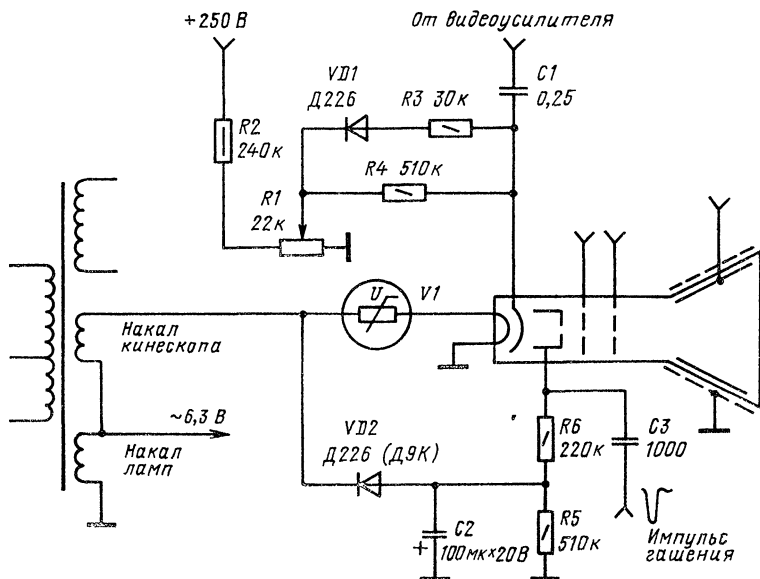 +250 В
От видеоусилителя
VD1
Д226
R3 30к
C1
0,25
R2
240к
R4 510к
R1
22к
U
V1
Накал
кинескопа
~6,3 В
Накал
ламп
VD2
Д226 (Д9К)
R6
220к
C3
1000
+
C2
100мк×20В
R5
510к
Импульс
гашения